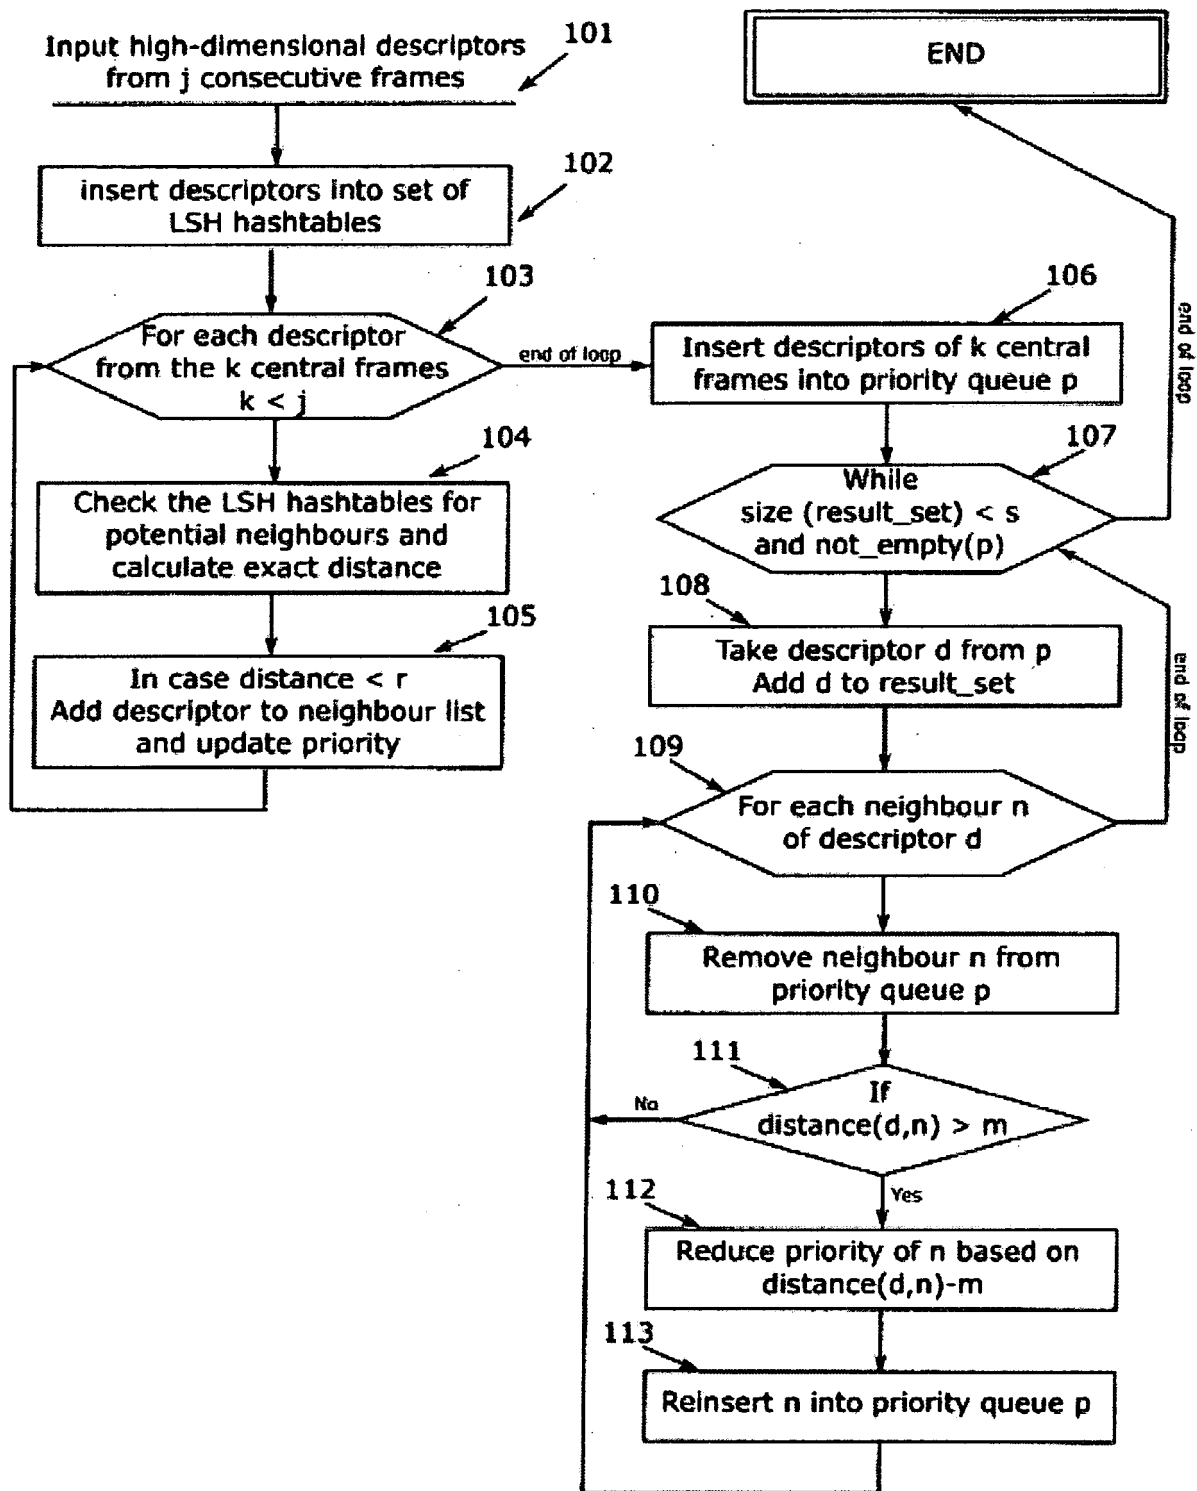 Input high-dimensional descriptors
from j consecutive frames
101
insert descriptors into set of
LSH hashtables
102
For each descriptor
from the k central frames
k < j
103
end of loop
Check the LSH hashtables for
potential neighbours and
calculate exact distance
104
In case distance < r
Add descriptor to neighbour list
and update priority
105
END
Insert descriptors of k central
frames into priority queue p
106
end of loop
While
size (result_set) < s
and not_empty(p)
107
Take descriptor d from p
Add d to result_set
108
end of loop
For each neighbour n
of descriptor d
109
Remove neighbour n from
priority queue p
110
If
distance(d,n) > m
111
No
Yes
Reduce priority of n based on
distance(d,n)-m
112
Reinsert n into priority queue p
113